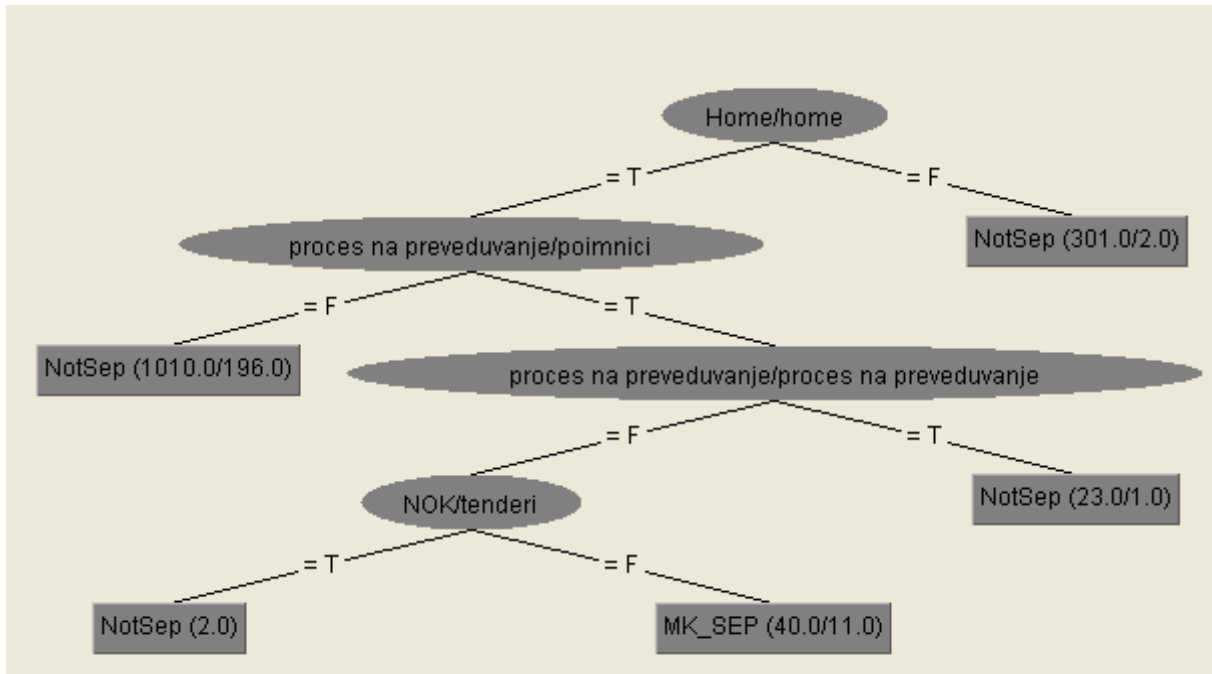 Home/home
= T
= F
proces na preveduvanje/poimnici
NotSep (301.0/2.0)
= F
= T
NotSep (1010.0/196.0)
proces na preveduvanje/proces na preveduvanje
= F
= T
NOK/tenderi
NotSep (23.0/1.0)
= T
= F
NotSep (2.0)
MK_SEP (40.0/11.0)